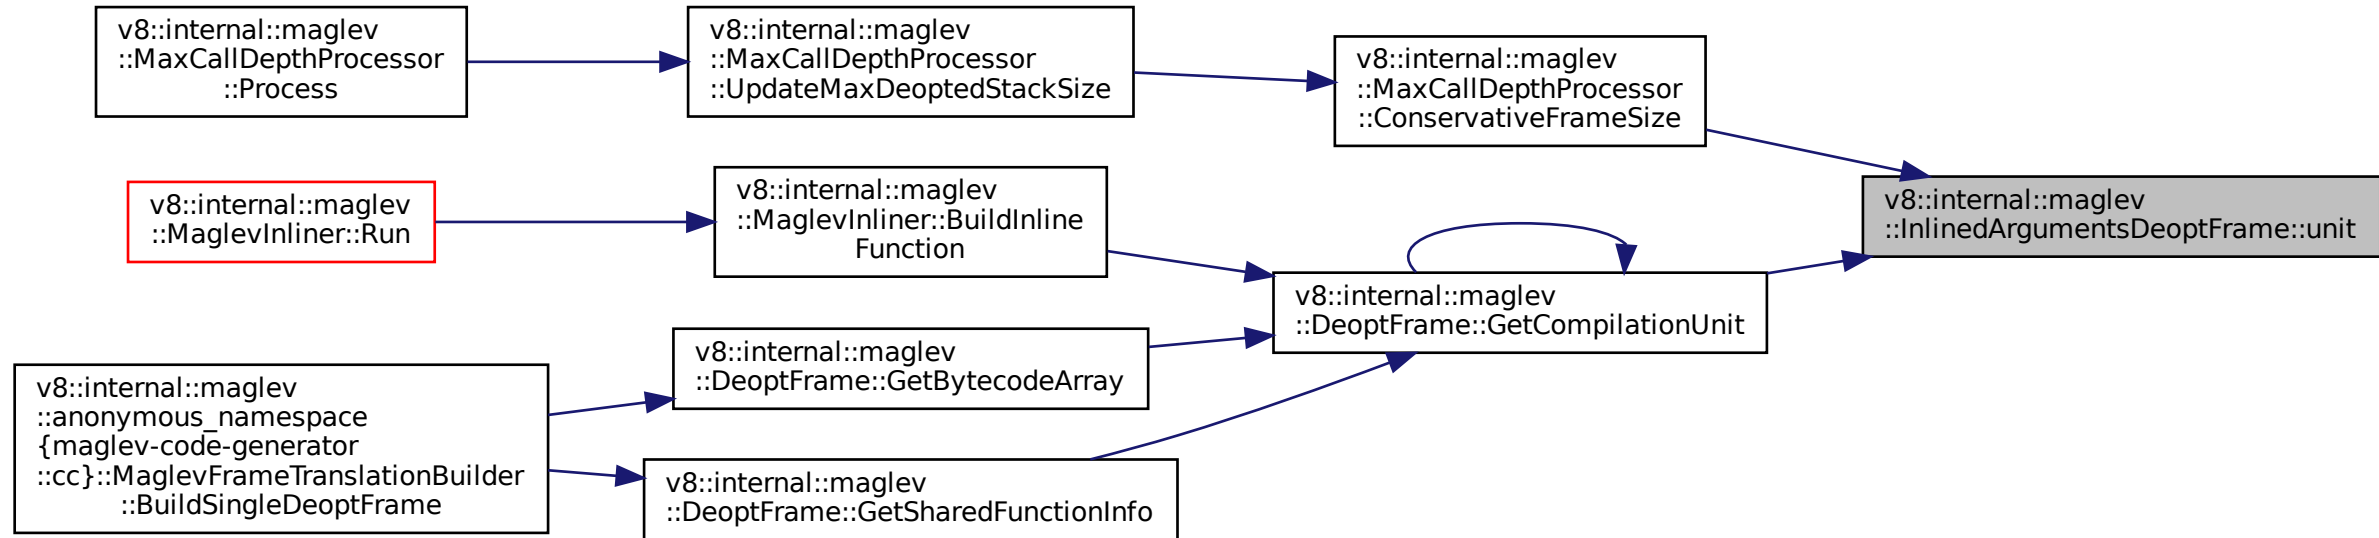 v8::internal::maglev
::MaxCallDepthProcessor
::Process
v8::internal::maglev
::MaxCallDepthProcessor
::UpdateMaxDeoptedStackSize
v8::internal::maglev
::MaxCallDepthProcessor
::ConservativeFrameSize
v8::internal::maglev
::InlinedArgumentsDeoptFrame::unit
v8::internal::maglev
::MaglevInliner::Run
v8::internal::maglev
::MaglevInliner::BuildInline
Function
v8::internal::maglev
::DeoptFrame::GetCompilationUnit
v8::internal::maglev
::DeoptFrame::GetBytecodeArray
v8::internal::maglev
::anonymous_namespace
{maglev-code-generator
::cc}::MaglevFrameTranslationBuilder
::BuildSingleDeoptFrame
v8::internal::maglev
::DeoptFrame::GetSharedFunctionInfo